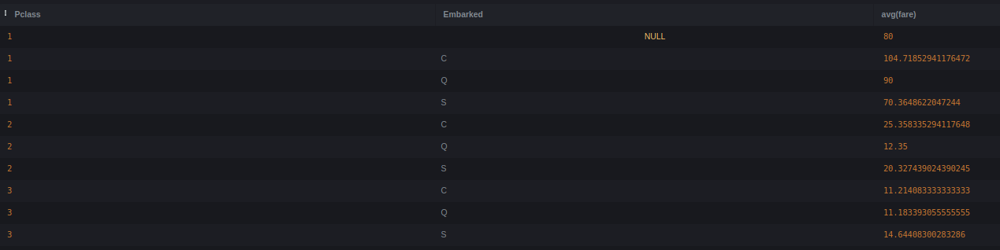 Pclass Embarked avg(fare)
1 NULL 80
1 C 104.71852941176472
1 Q 90
1 S 70.3648622047244
2 C 25.358335294117648
2 Q 12.35
2 S 20.327439024390245
3 C 11.214083333333333
3 Q 11.183393055555555
3 S 14.64408300283286